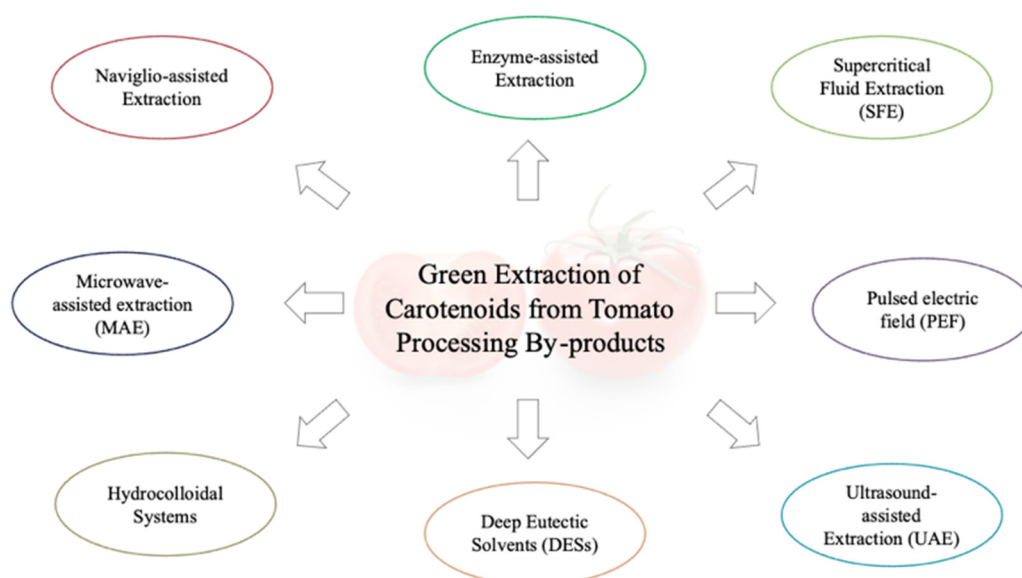 Naviglio-assisted
Extraction
Enzyme-assisted
Extraction
Supercritical
Fluid Extraction
(SFE)
Microwave-
assisted extraction
(MAE)
Green Extraction of
Carotenoids from Tomato
Processing By-products
Pulsed electric
field (PEF)
Hydrocolloidal
Systems
Deep Eutectic
Solvents (DESs)
Ultrasound-
assisted
Extraction (UAE)